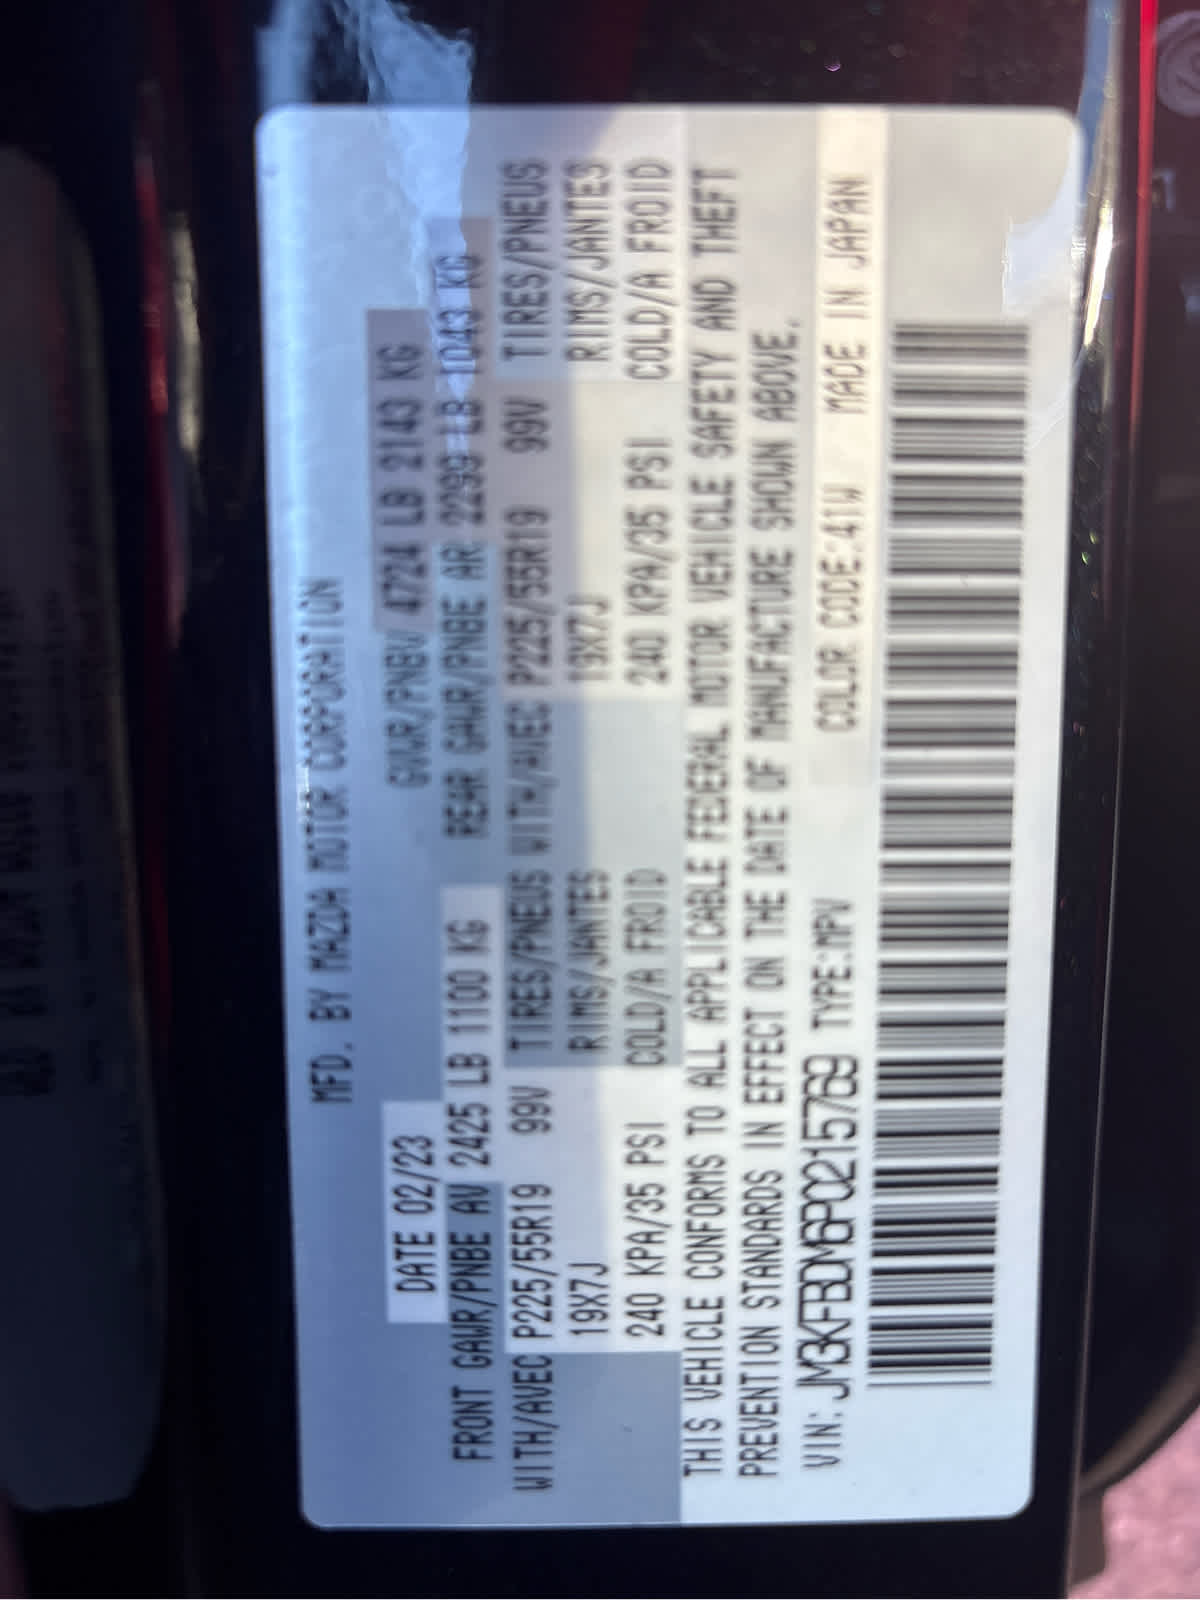 MFD. BY MAZDA MOTOR CORPORATION
DATE 02/23 GVWR/PNBV 4724 LB 2143 KG
FRONT GAWR/PNBE AV 2425 LB 1100 KG REAR GAWR/PNBE AR 2299 LB 1043 KG
WITH/AVEC P225/55R19 99V TIRES/PNEUS WITH/AVEC P225/55R19 99V TIRES/PNEUS
19X7J RIMS/JANTES 19X7J RIMS/JANTES
240 KPA/35 PSI COLD/A FROID 240 KPA/35 PSI COLD/A FROID
THIS VEHICLE CONFORMS TO ALL APPLICABLE FEDERAL MOTOR VEHICLE SAFETY AND THEFT
PREVENTION STANDARDS IN EFFECT ON THE DATE OF MANUFACTURE SHOWN ABOVE.
VIN: JM3KFBDM6P0215769 TYPE:MPV COLOR CODE:41W MADE IN JAPAN